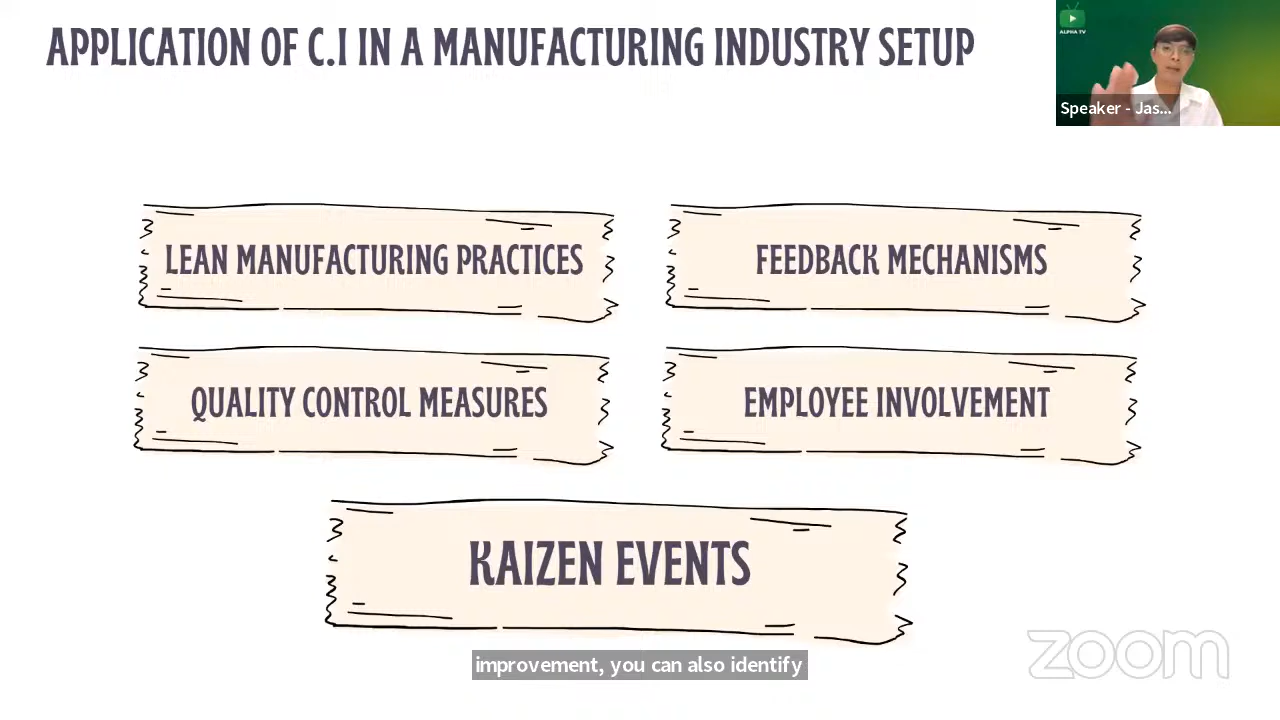 APPLICATION OF C.I IN A MANUFACTURING INDUSTRY SETUP
ALPHA TV
Speaker - Jas...
LEAN MANUFACTURING PRACTICES
FEEDBACK MECHANISMS
QUALITY CONTROL MEASURES
EMPLOYEE INVOLVEMENT
KAIZEN EVENTS
improvement, you can also identify
zoom